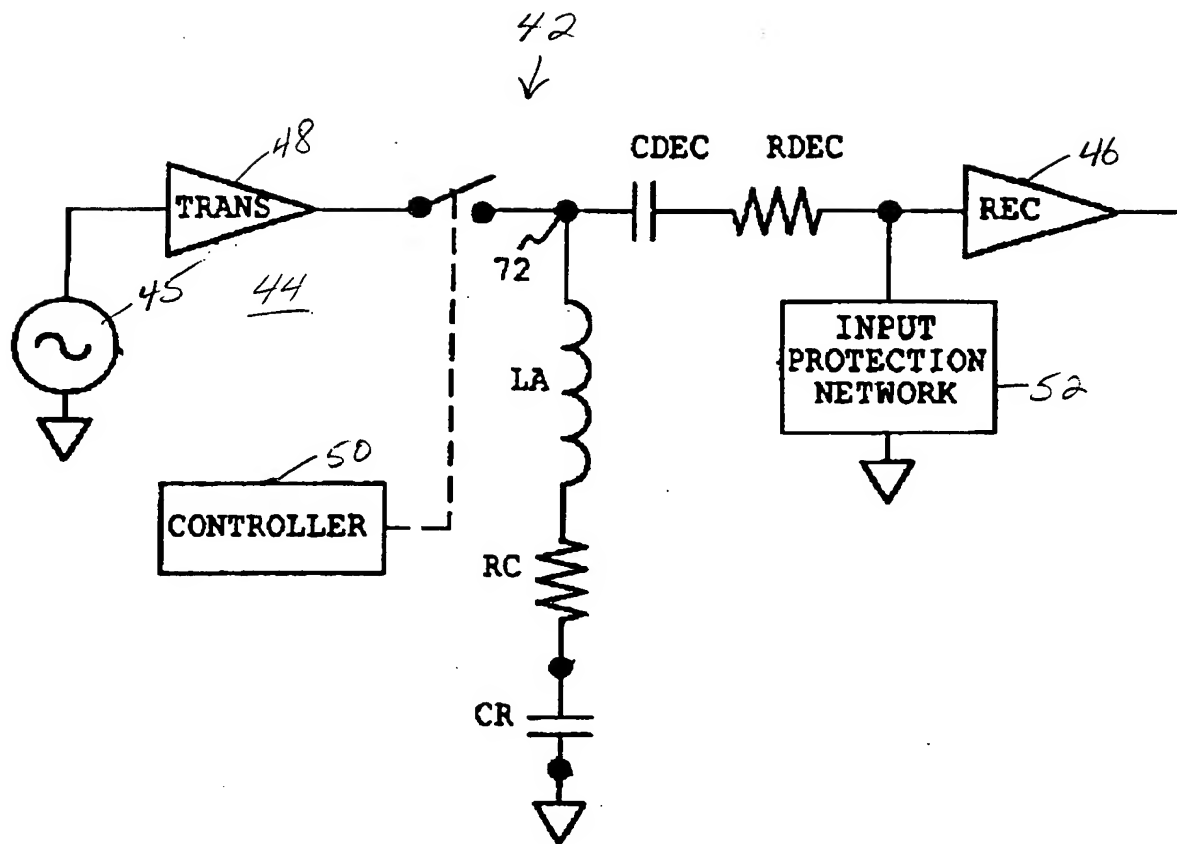 42
48
CDEC
RDEC
46
TRANS
REC
72
45
44
INPUT
PROTECTION
NETWORK
52
LA
50
CONTROLLER
RC
CR